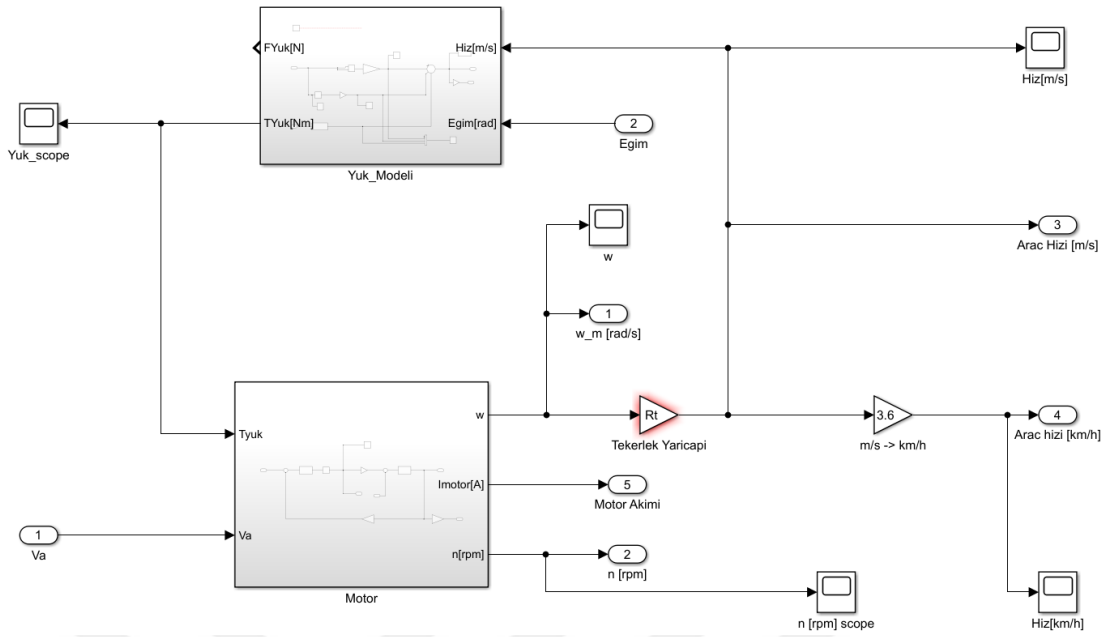 FYuk[N]
Hiz[m/s]
Hiz[m/s]
TYuk[Nm]
Egim[rad]
2
Egim
Yuk_scope
Yuk_Modeli
w
3
Arac Hizi [m/s]
1
w_m [rad/s]
w
Rt
3.6
4
Tyuk
Tekerlek Yaricapi
m/s -> km/h
Arac hizi [km/h]
Imotor[A]
5
Motor Akimi
1
Va
Va
n[rpm]
2
n [rpm]
Motor
n [rpm] scope
Hiz[km/h]